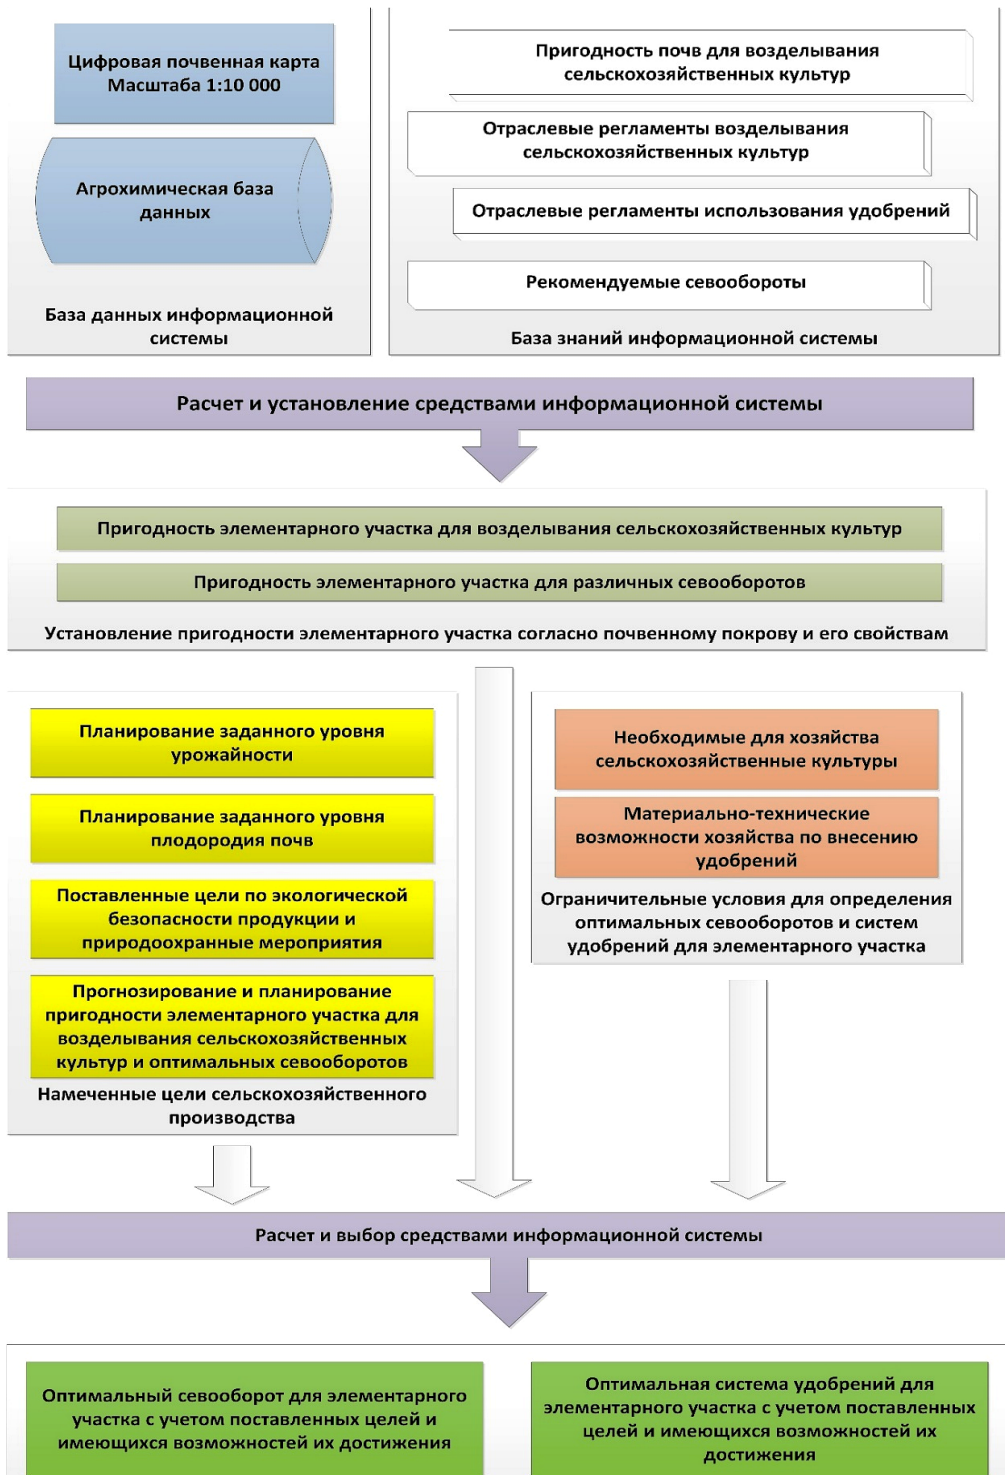 Цифровая почвенная карта
Масштаба 1:10 000
Агрохимическая база
данных
База данных информационной
системы
Пригодность почв для возделывания
сельскохозяйственных культур
Отраслевые регламенты возделывания
сельскохозяйственных культур
Отраслевые регламенты использования удобрений
Рекомендуемые севообороты
База знаний информационной системы
Расчет и установление средствами информационной системы
Пригодность элементарного участка для возделывания сельскохозяйственных культур
Пригодность элементарного участка для различных севооборотов
Установление пригодности элементарного участка согласно почвенному покрову и его свойствам
Планирование заданного уровня
урожайности
Планирование заданного уровня
плодородия почв
Поставленные цели по экологической
безопасности продукции и
природоохранные мероприятия
Прогнозирование и планирование
пригодности элементарного участка для
возделывания сельскохозяйственных
культур и оптимальных севооборотов
Намеченные цели сельскохозяйственного
производства
Необходимые для хозяйства
сельскохозяйственные культуры
Материально-технические
возможности хозяйства по внесению
удобрений
Ограничительные условия для определения
оптимальных севооборотов и систем
удобрений для элементарного участка
Расчет и выбор средствами информационной системы
Оптимальный севооборот для элементарного
участка с учетом поставленных целей и
имеющихся возможностей их достижения
Оптимальная система удобрений для
элементарного участка с учетом поставленных
целей и имеющихся возможностей их
достижения